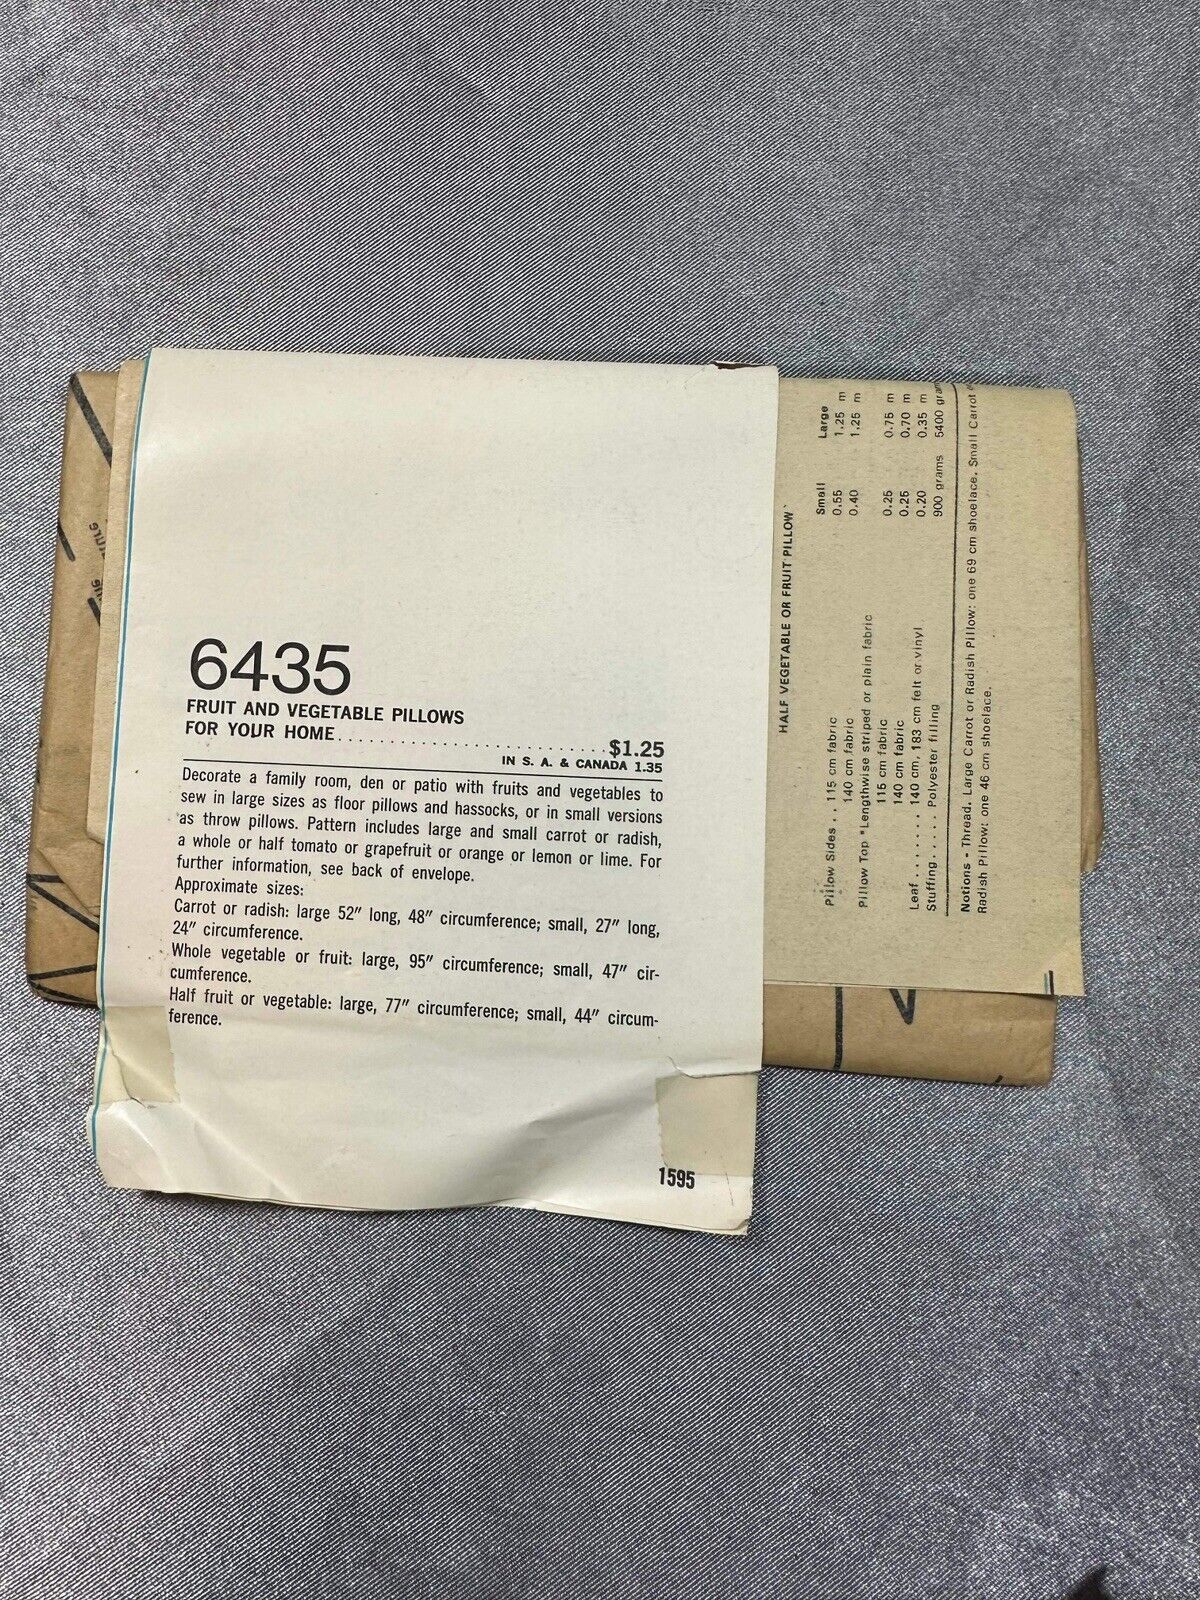 6435
FRUIT AND VEGETABLE PILLOWS
FOR YOUR HOME.............................$1.25
IN S. A. & CANADA 1.35
Decorate a family room, den or patio with fruits and vegetables to
sew in large sizes as floor pillows and hassocks, or in small versions
as throw pillows. Pattern includes large and small carrot or radish,
a whole or half tomato or grapefruit or orange or lemon or lime. For
further information, see back of envelope.
Approximate sizes:
Carrot or radish: large 52" long, 48" circumference; small, 27" long,
24" circumference.
Whole vegetable or fruit: large, 95" circumference; small, 47" cir-
cumference.
Half fruit or vegetable: large, 77" circumference; small, 44" circum-
ference.
1595
HALF VEGETABLE OR FRUIT PILLOW
Small Large
Pillow Sides . . 115 cm fabric 0.55 1.25 m
140 cm fabric 0.40 1.25 m
Pillow Top *Lengthwise striped or plain fabric
115 cm fabric 0.25 0.75 m
140 cm fabric 0.25 0.70 m
Leaf . . . . . . . 140 cm, 183 cm felt or vinyl 0.20 0.35 m
Stuffing. . . . . Polyester filling 900 grams 5400 gram
Notions - Thread. Large Carrot or Radish Pillow: one 69 cm shoelace. Small Carrot
Radish Pillow: one 46 cm shoelace.